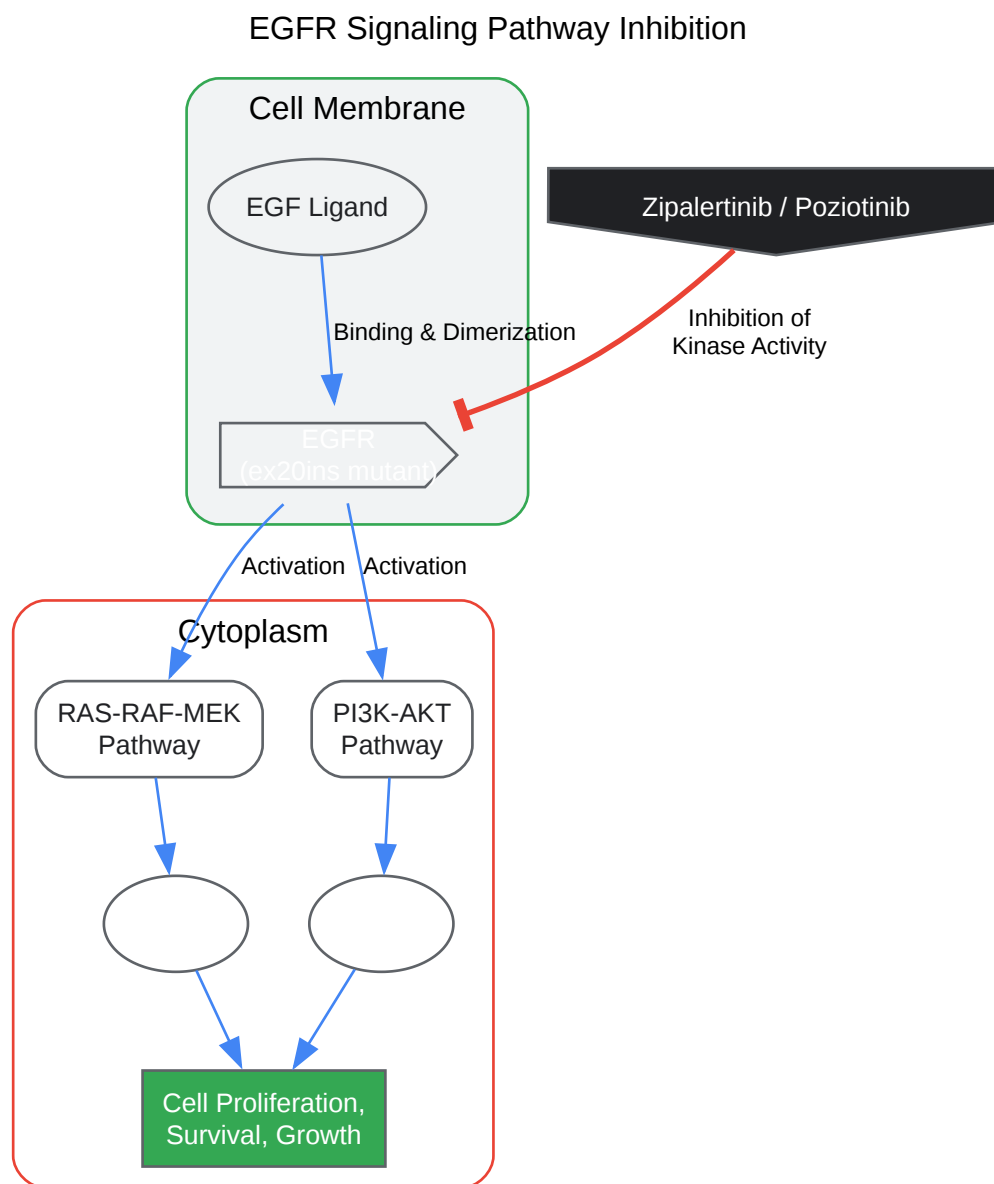 EGFR Signaling Pathway Inhibition
Cell Membrane
EGF Ligand
Zipalertinib / Poziotinib
Binding & Dimerization
Inhibition of
Kinase Activity
EGFR
(ex20ins mutant)
Activation
Activation
Cytoplasm
RAS-RAF-MEK
Pathway
PI3K-AKT
Pathway
Cell Proliferation,
Survival, Growth